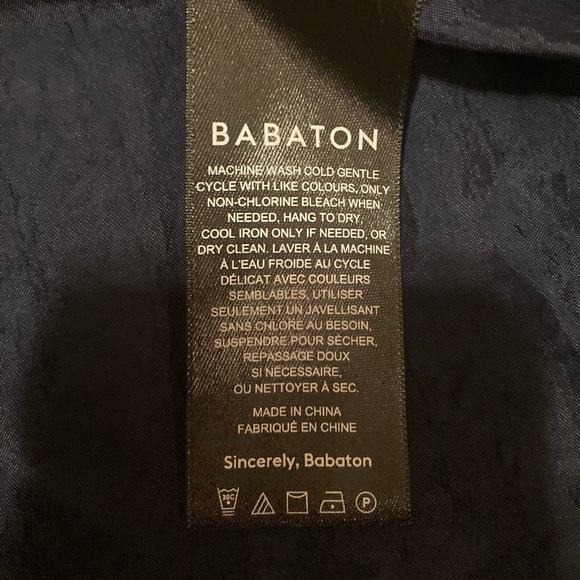 BABATON
MACHINE WASH COLD GENTLE
CYCLE WITH LIKE COLOURS, ONLY
NON-CHLORINE BLEACH WHEN
NEEDED, HANG TO DRY,
COOL IRON ONLY IF NEEDED, OR
DRY CLEAN. LAVER À LA MACHINE
À L'EAU FROIDE AU CYCLE
DÉLICAT AVEC COULEURS
SEMBLABLES, UTILISER
SEULEMENT UN JAVELLISANT
SANS CHLORE AU BESOIN,
SUSPENDRE POUR SÉCHER,
REPASSAGE DOUX
SI NÉCESSAIRE,
OU NETTOYER À SEC.
MADE IN CHINA
FABRIQUÉ EN CHINE
Sincerely, Babaton
30C P